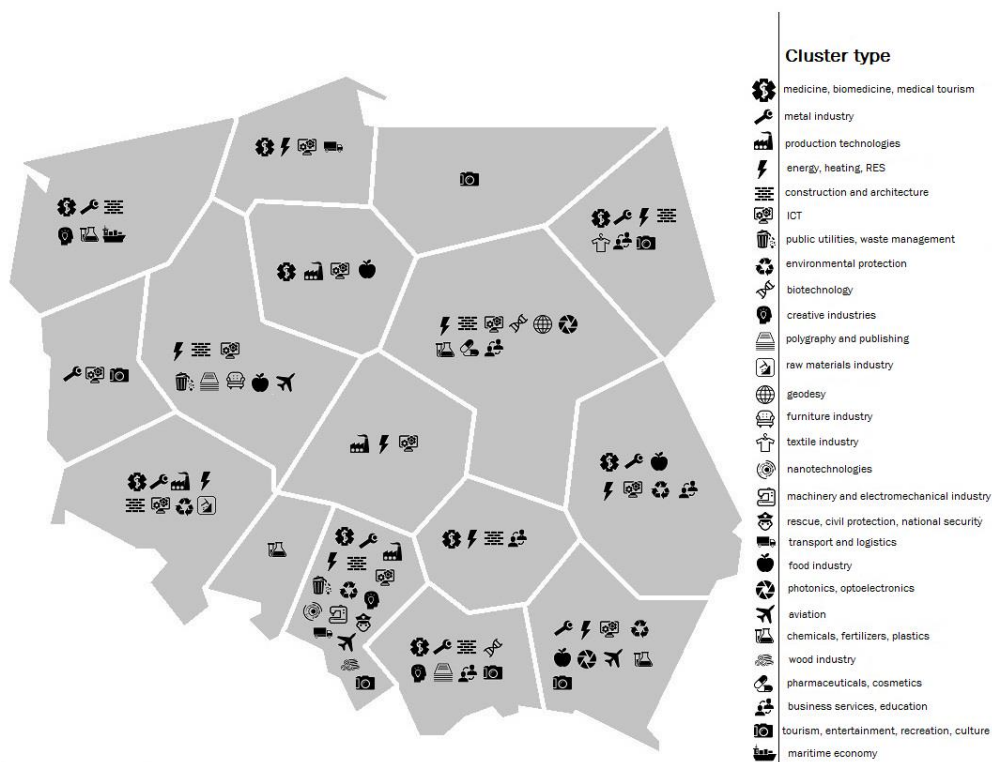 Cluster type
medicine, biomedicine, medical tourism
metal industry
production technologies
energy, heating, RES
construction and architecture
ICT
public utilities, waste management
environmental protection
biotechnology
creative industries
polygraphy and publishing
raw materials industry
geodesy
furniture industry
textile industry
nanotechnologies
machinery and electromechanical industry
rescue, civil protection, national security
transport and logistics
food industry
photonics, optoelectronics
aviation
chemicals, fertilizers, plastics
wood industry
pharmaceuticals, cosmetics
business services, education
tourism, entertainment, recreation, culture
maritime economy